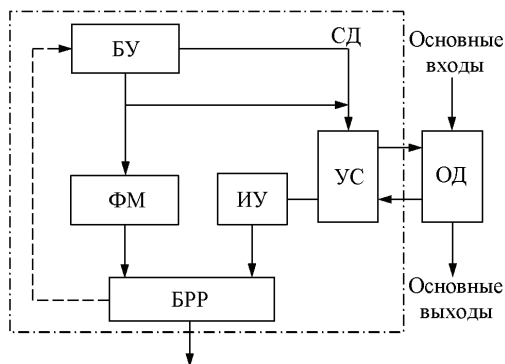 БУ
СД
Основные
входы
ФМ
ИУ
УС
ОД
БРР
Основные
выходы